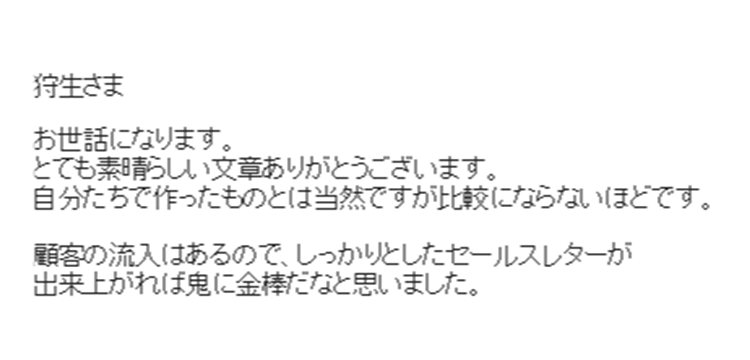 狩生さま
お世話になります。
とても素晴らしい文章ありがとうございます。
自分たちで作ったものとは当然ですが比較にならないほどです。
顧客の流入はあるので、しっかりとしたセールスレターが
出来上がれば鬼に金棒だなと思いました。